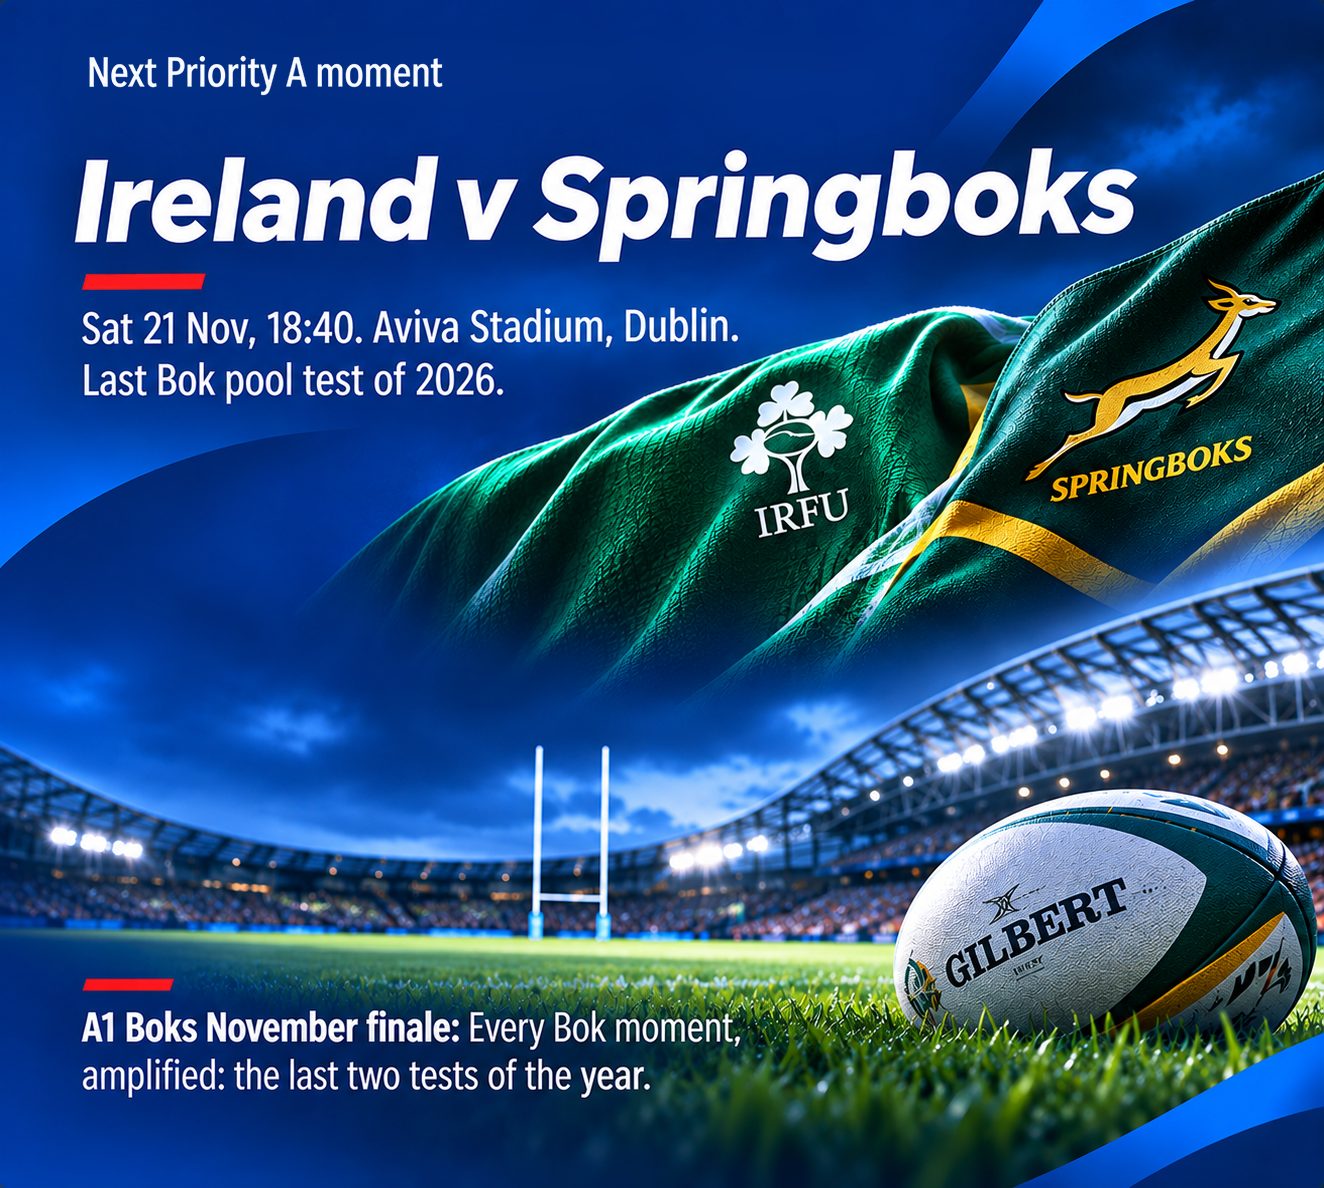 Next Priority A moment
Ireland v Springboks
Sat 21 Nov, 18:40. Aviva Stadium, Dublin.
Last Bok pool test of 2026.
IRFU
SPRINGBOKS
GILBERT
A1 Boks November finale: Every Bok moment,
amplified: the last two tests of the year.